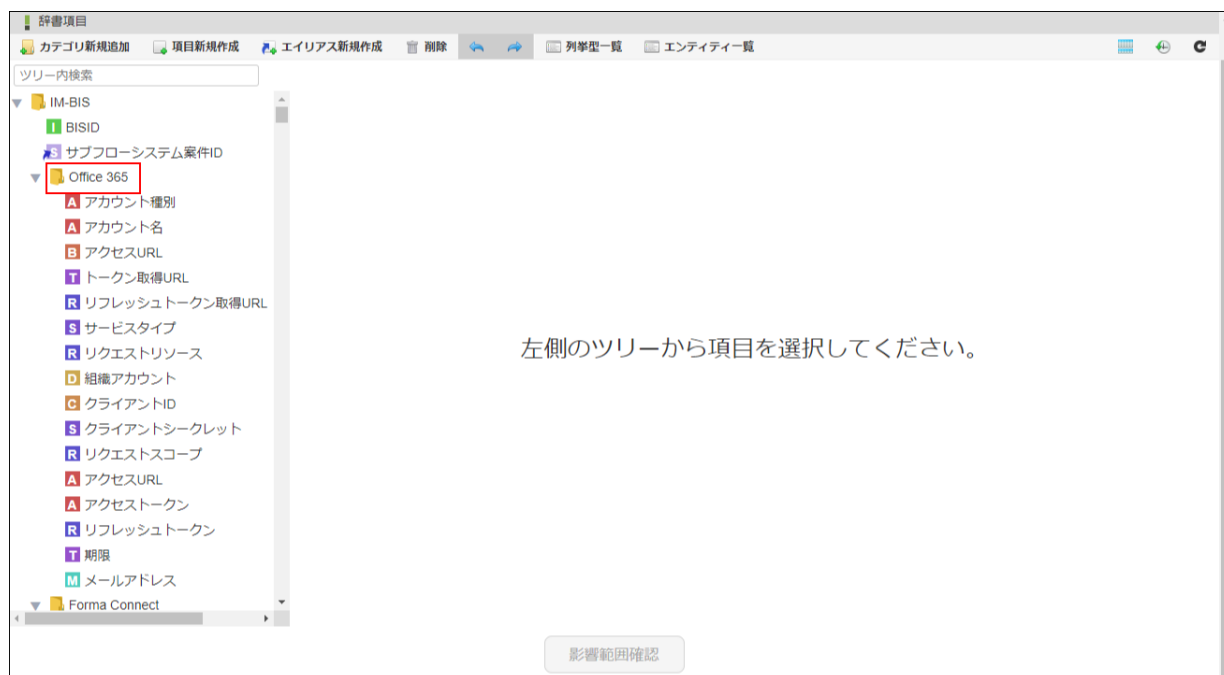 辞書項目
カテゴリ新規追加 項目新規作成 エイリアス新規作成 削除 列挙型一覧 エンティティ一覧
ツリー内検索
IM-BIS
I BISID
S サブフローシステム案件ID
Office 365
A アカウント種別
A アカウント名
B アクセスURL
T トークン取得URL
R リフレッシュトークン取得URL
S サービスタイプ
R リクエストリソース
D 組織アカウント
C クライアントID
S クライアントシークレット
R リクエストスコープ
A アクセスURL
A アクセストークン
R リフレッシュトークン
T 期限
M メールアドレス
Forma Connect
左側のツリーから項目を選択してください。
影響範囲確認